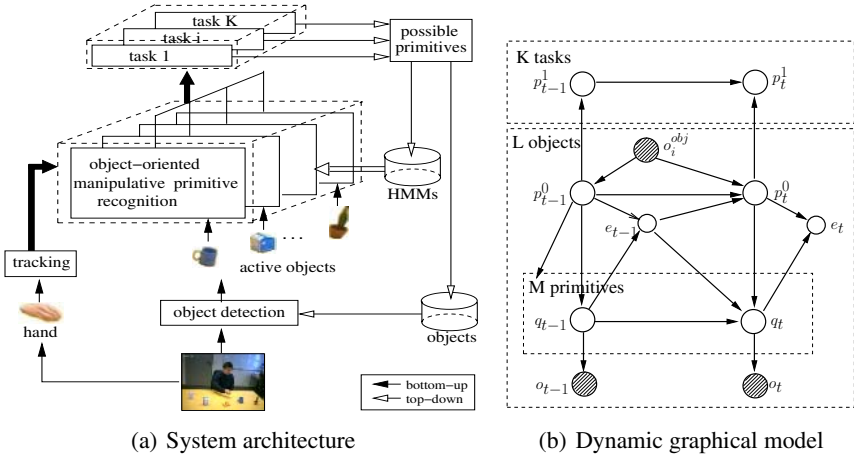 task K
task i
task 1
possible
primitives
object-oriented
manipulative primitive
recognition
HMMs
...
active objects
tracking
hand
object detection
objects
bottom-up
top-down
(a) System architecture
K tasks
p^1_{t-1}
p^1_t
L objects
o_i^{obj}
p^0_{t-1}
p^0_t
e_{t-1}
e_t
M primitives
q_{t-1}
q_t
o_{t-1}
o_t
(b) Dynamic graphical model